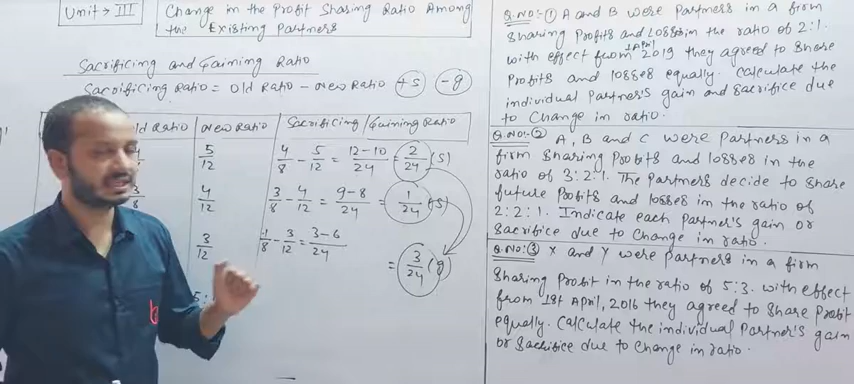 Unit → III
Change in the Profit Sharing Ratio Among
the Existing Partners
Sacrificing and Gaining Ratio
Sacrificing Ratio = Old Ratio - New Ratio +s -g
ld Ratio New Ratio Sacrificing/Gaining Ratio
5/12 4/8 - 5/12 = 12-10/24 = 2/24 (s)
3/8 4/12 3/8 - 4/12 = 9-8/24 = 1/24 (s)
3/12 1/8 - 3/12 = 3-6/24 = 3/24 (g)
5:
Q.No:-① A and B were Partners in a firm
Sharing Profits and Losses in the ratio of 2:1.
with effect from 1 April 2019 they agreed to share
Profits and losses equally. Calculate the
individual Partner's gain and Sacrifice due
to Change in ratio.
Q.No:-② A, B and C were Partners in a
firm Sharing Profits and losses in the
ratio of 3:2:1. The Partners decide to share
future Profits and losses in the ratio of
2:2:1. Indicate each Partner's gain or
Sacrifice due to Change in ratio.
Q.No:③ X and Y were Partners in a firm
Sharing Profit in the ratio of 5:3. with effect
from 1st April, 2016 they agreed to Share Profit
equally. Calculate the individual Partner's gain
or Sacrifice due to Change in ratio.